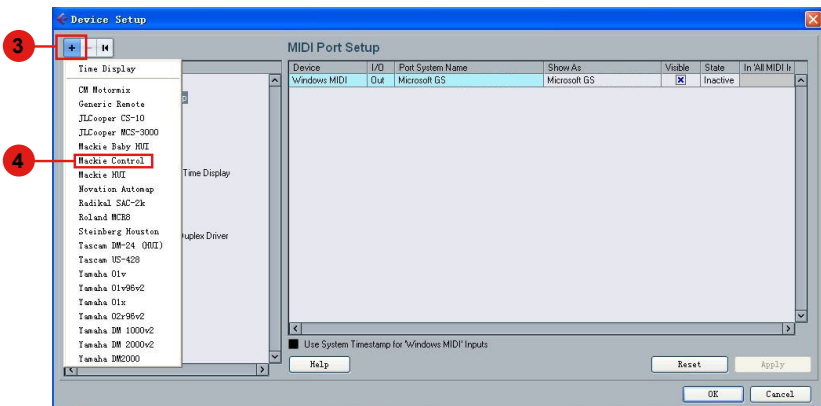 Device Setup
3
+ - |◄
MIDI Port Setup
Time Display
Device I/O Port System Name Show As Visible State In 'All MIDI Ir
Windows MIDI Out Microsoft GS Microsoft GS Inactive
CM Motormix
Generic Remote
JLCooper CS-10
JLCooper MCS-3000
Mackie Baby HUI
4
Mackie Control
Mackie HUI
Time Display
Novation Automap
Radikal SAC-2k
Roland MCR8
Steinberg Houston
uplex Driver
Tascam DM-24 (HUI)
Tascam US-428
Yamaha 01v
Yamaha 01v96v2
Yamaha 01x
Yamaha 02r96v2
Yamaha DM 1000v2
Yamaha DM 2000v2
Yamaha DM2000
Use System Timestamp for 'Windows MIDI' Inputs
Help
Reset
Apply
OK
Cancel